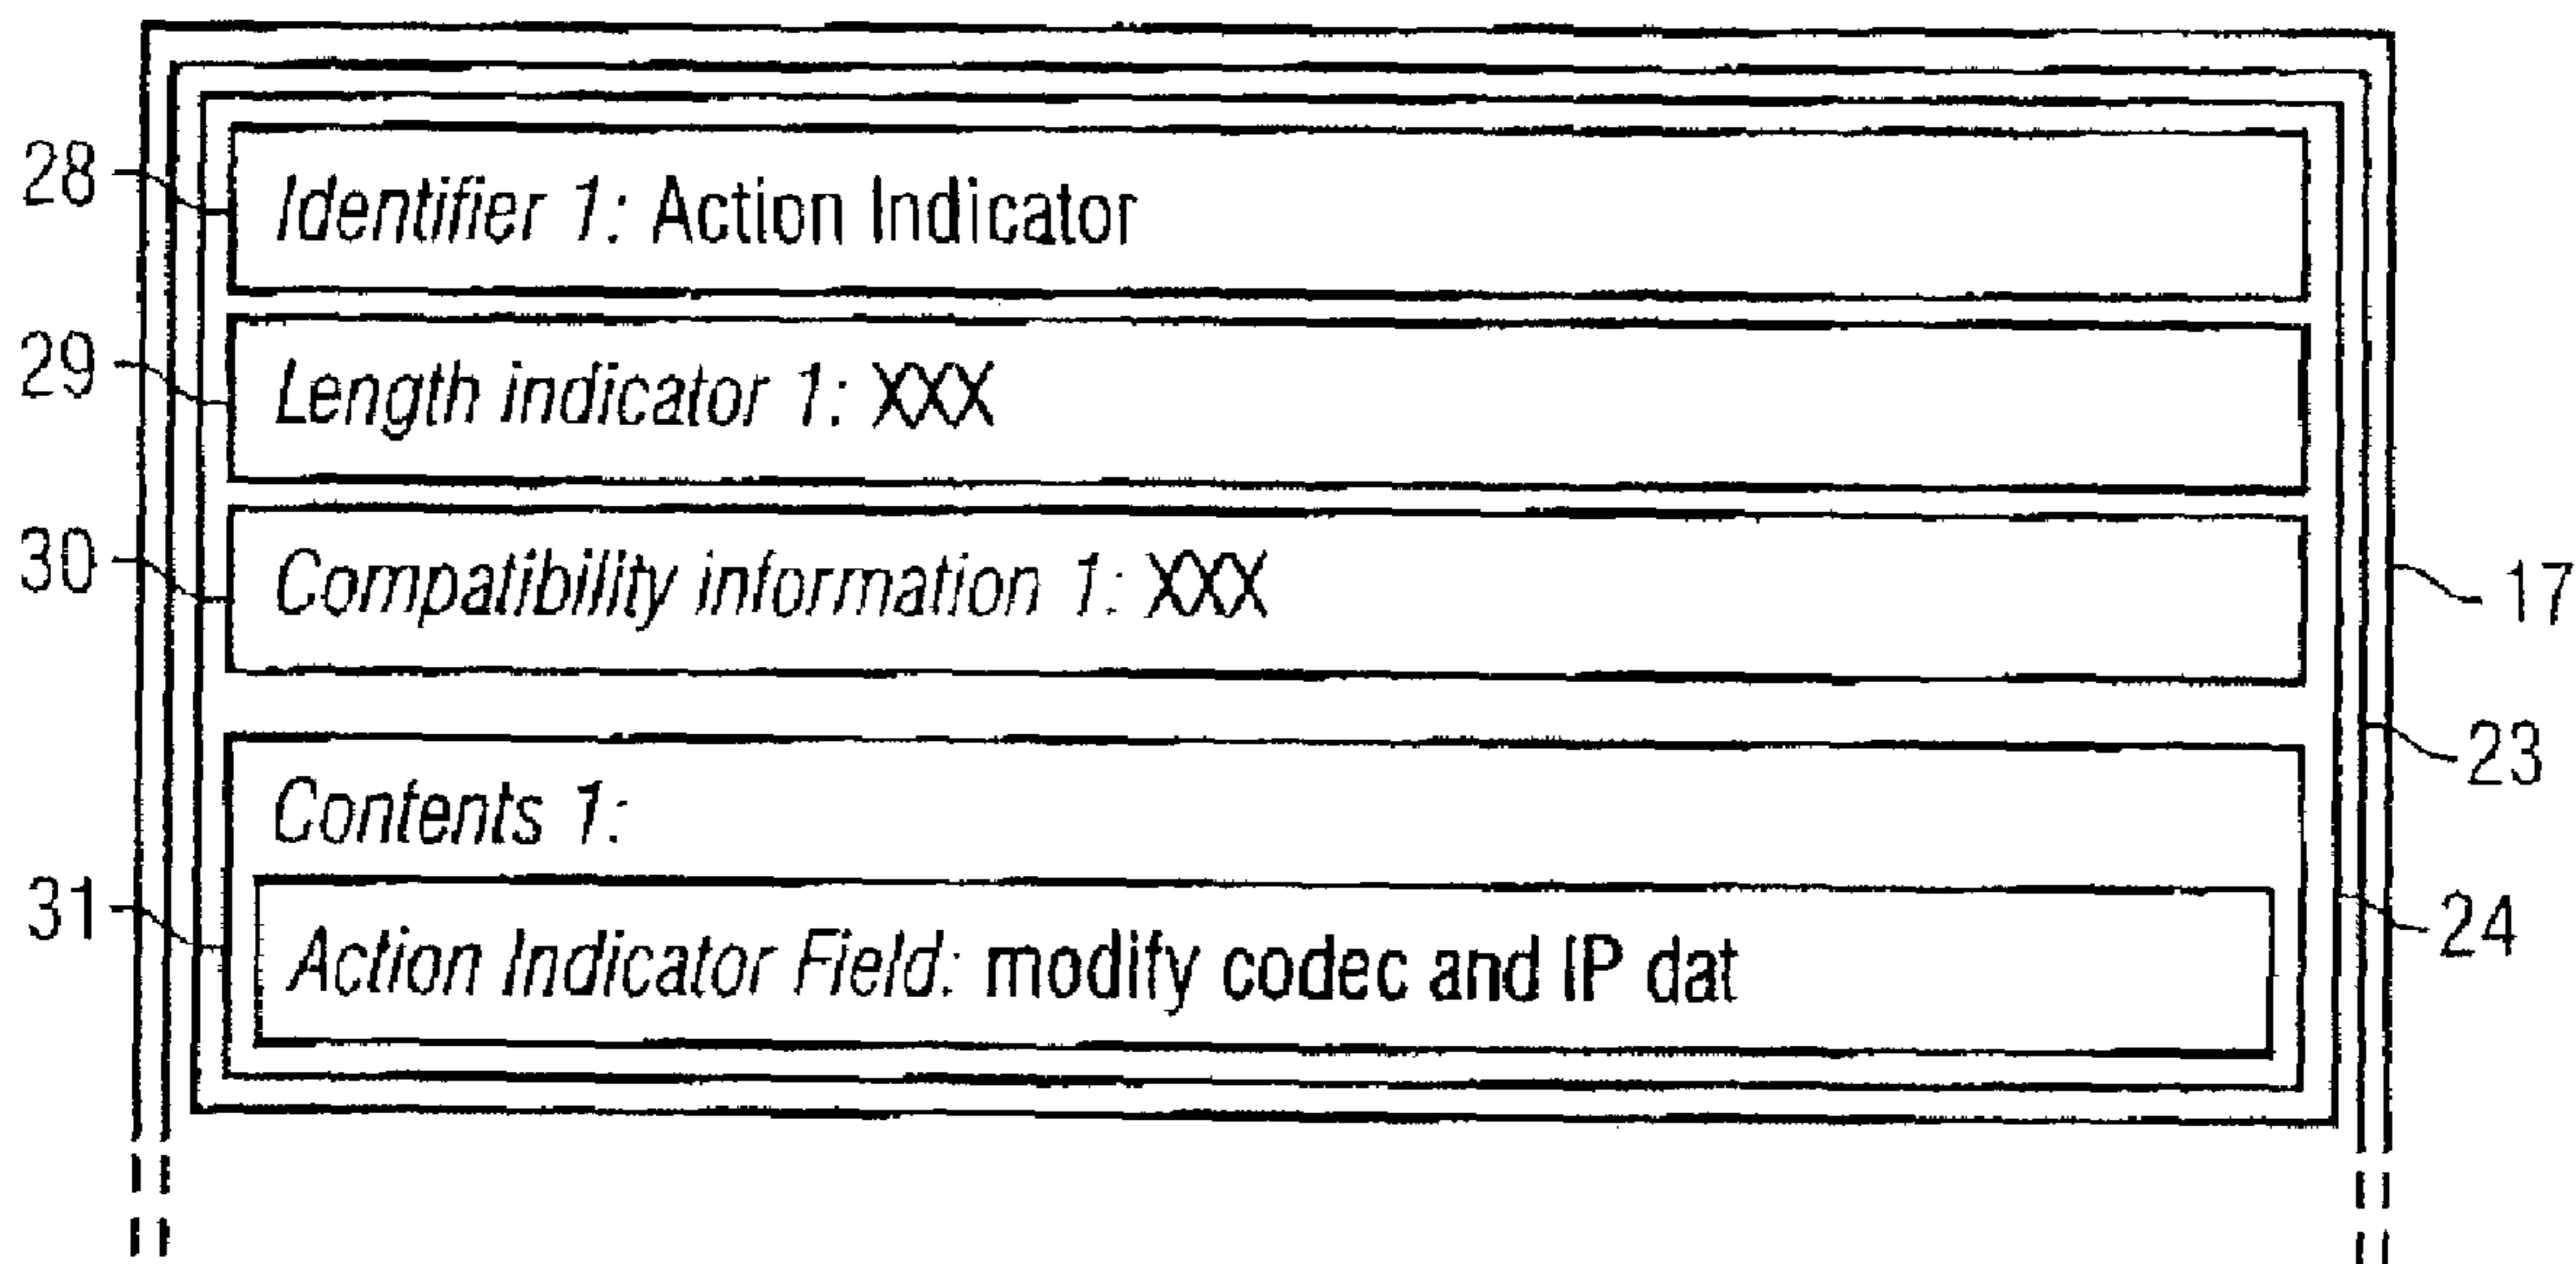 28
Identifier 1: Action Indicator
29
Length indicator 1: XXX
30
Compatibility information 1: XXX
17
23
Contents 1:
24
31
Action Indicator Field: modify codec and IP dat